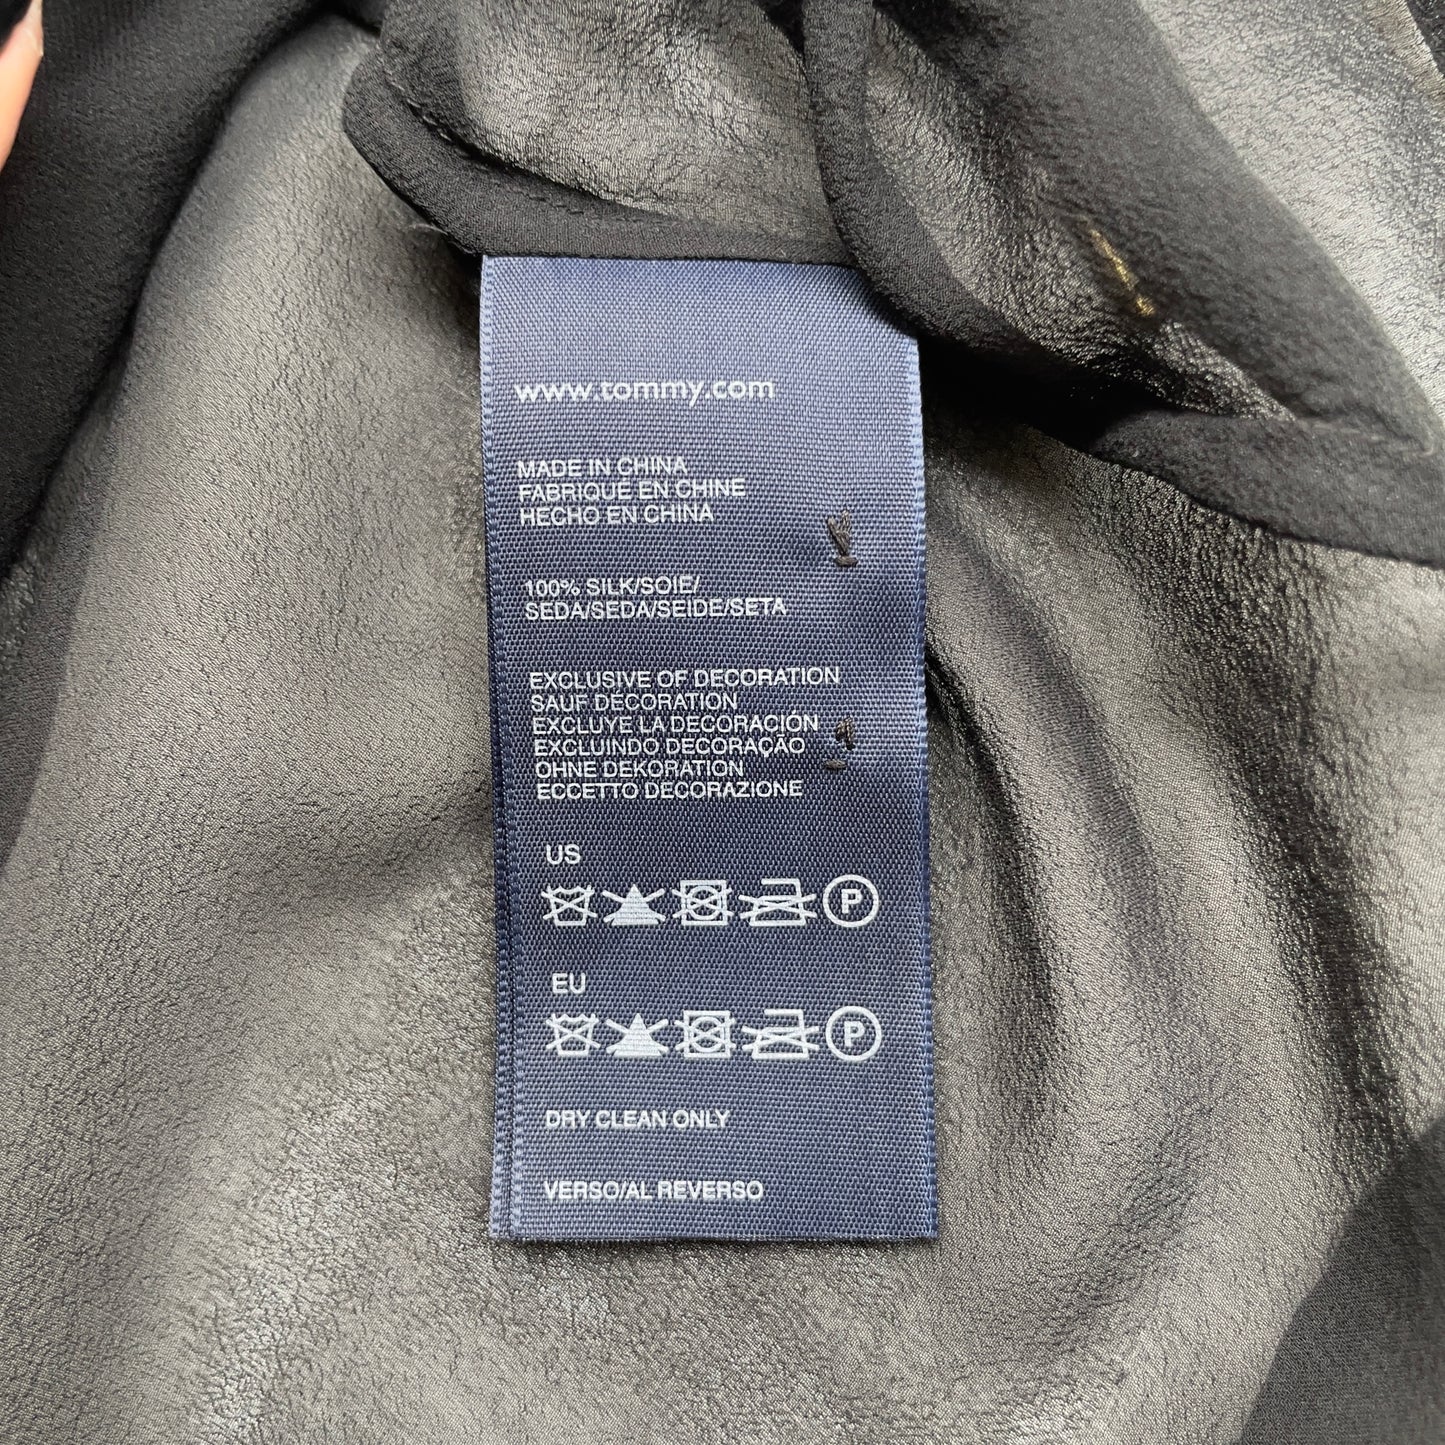 www.tommy.com
MADE IN CHINA
FABRIQUÉ EN CHINE
HECHO EN CHINA
100% SILK/SOIE/
SEDA/SEDA/SEIDE/SETA
EXCLUSIVE OF DECORATION
SAUF DÉCORATION
EXCLUYE LA DECORACIÓN
EXCLUINDO DECORAÇÃO
OHNE DEKORATION
ECCETTO DECORAZIONE
US
P
EU
P
DRY CLEAN ONLY
VERSO/AL REVERSO